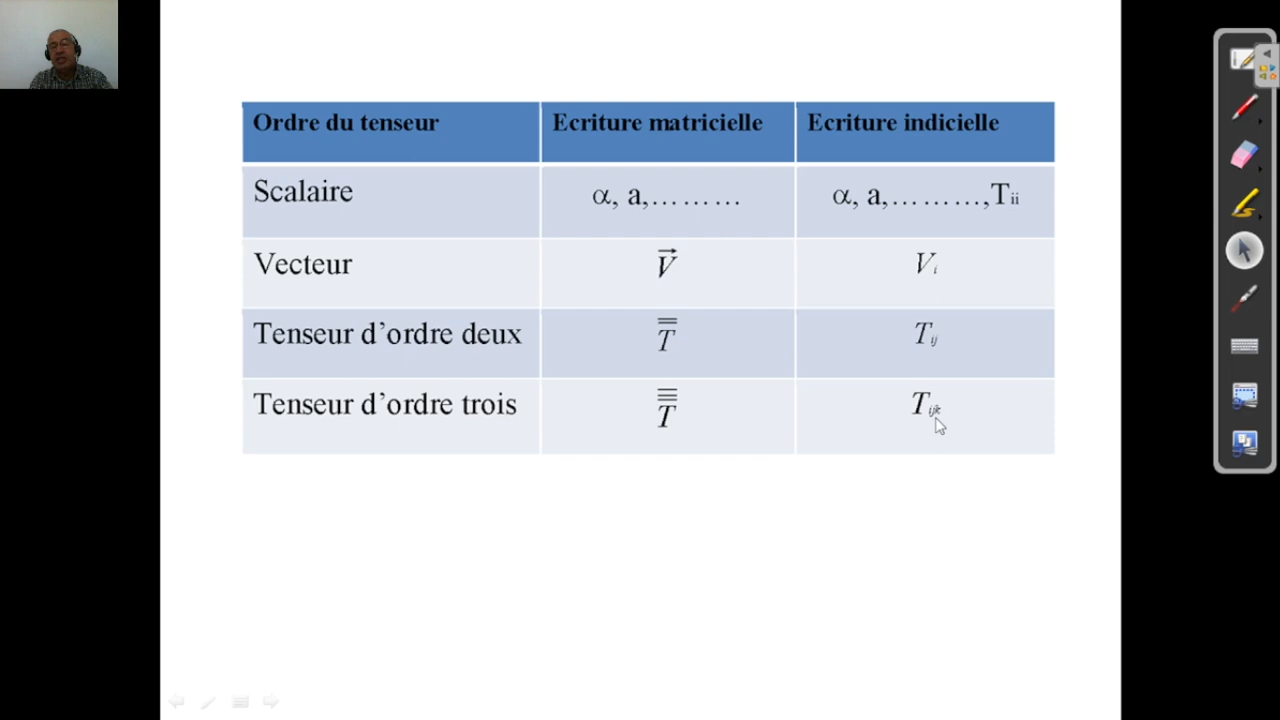 Ordre du tenseur Ecriture matricielle Ecriture indicielle
Scalaire α, a,……… α, a,………,Tᵢᵢ
Vecteur V⃗ Vᵢ
Tenseur d’ordre deux T̿ Tᵢⱼ
Tenseur d’ordre trois T̿̄ Tᵢⱼₖ